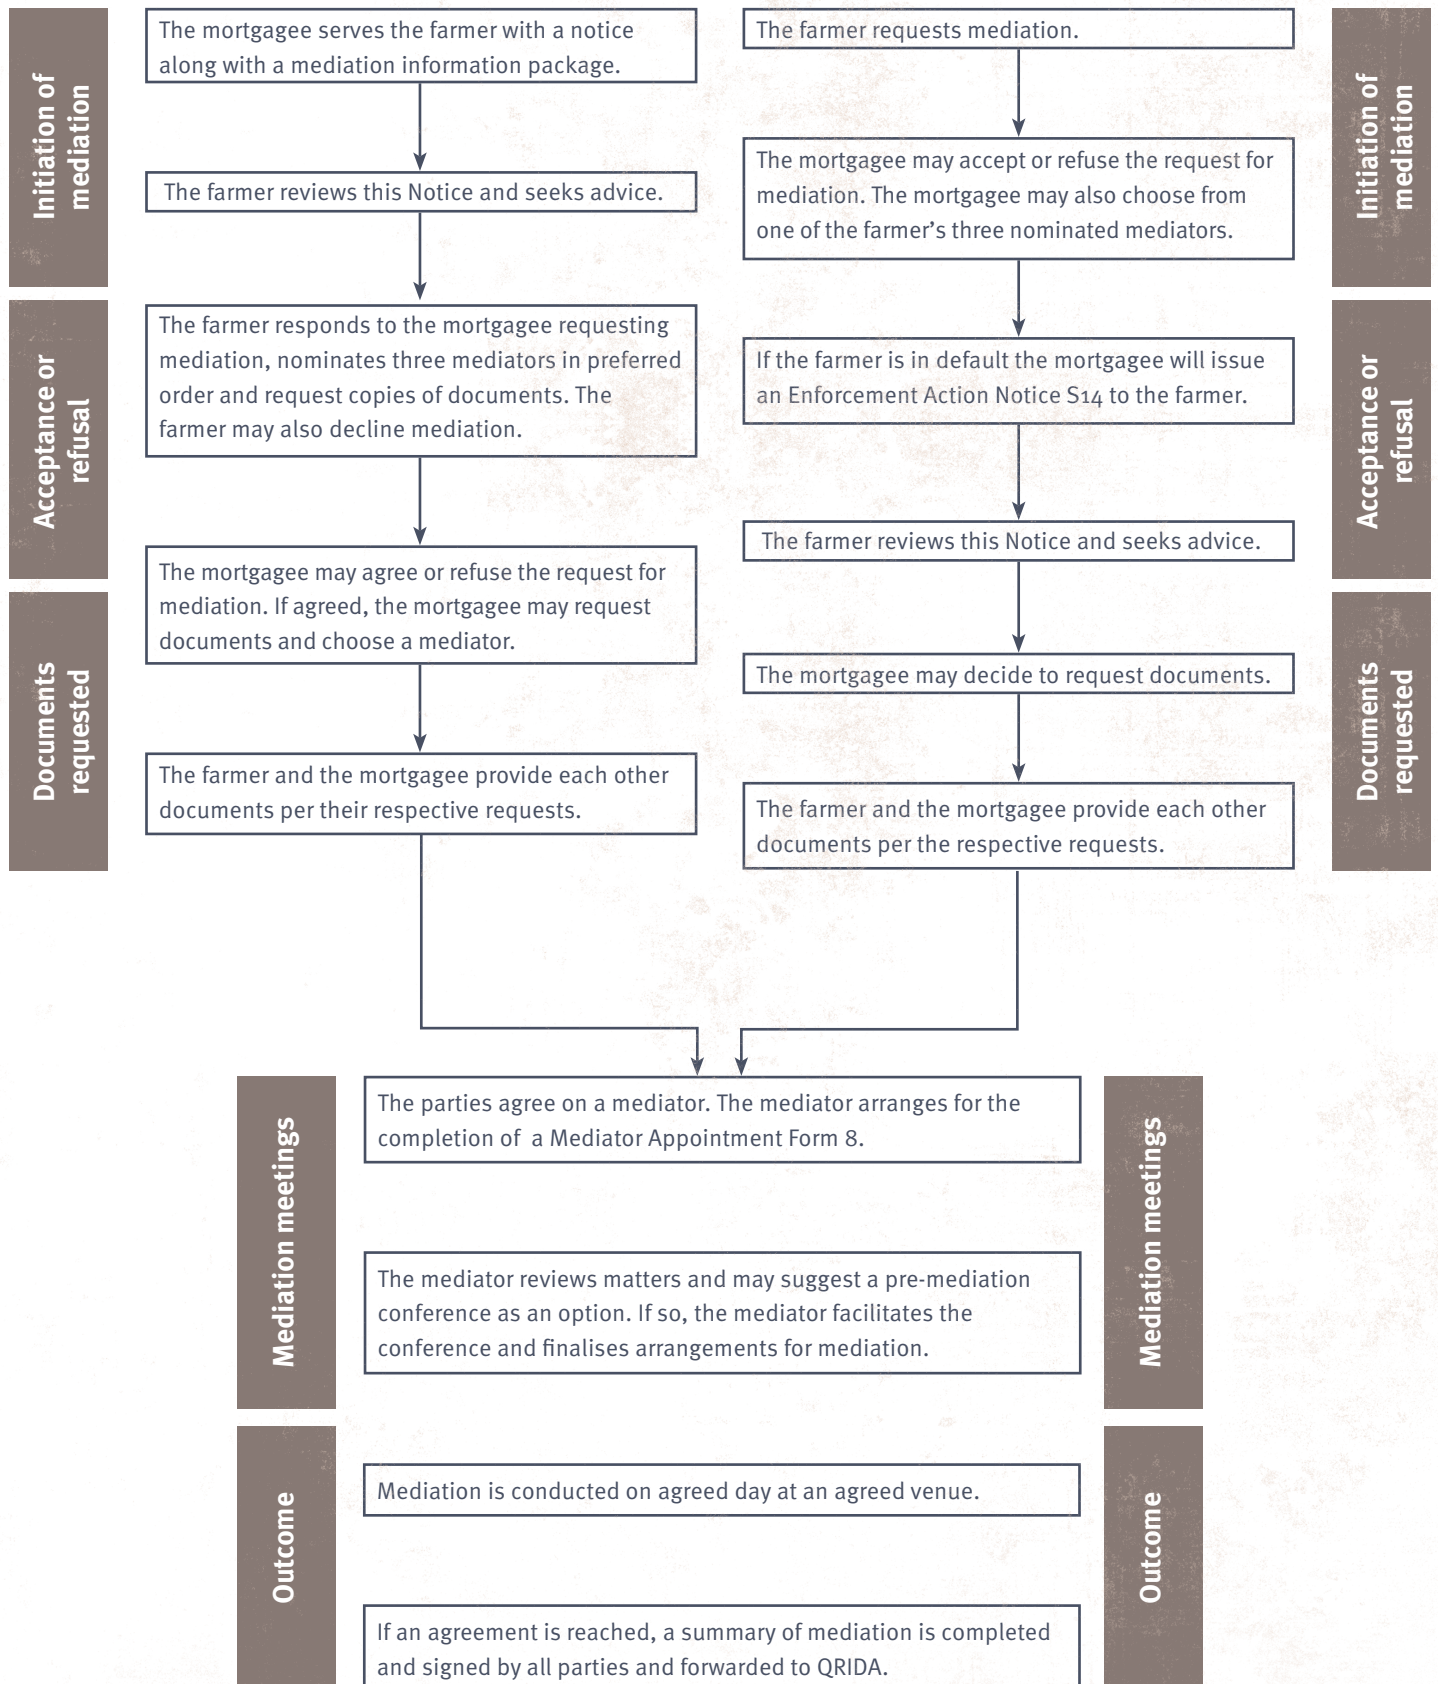 Initiation of
mediation
The mortgagee serves the farmer with a notice
along with a mediation information package.
The farmer reviews this Notice and seeks advice.
Acceptance or
refusal
The farmer responds to the mortgagee requesting
mediation, nominates three mediators in preferred
order and request copies of documents. The
farmer may also decline mediation.
The mortgagee may agree or refuse the request for
mediation. If agreed, the mortgagee may request
documents and choose a mediator.
Documents
requested
The farmer and the mortgagee provide each other
documents per their respective requests.
The farmer requests mediation.
The mortgagee may accept or refuse the request for
mediation. The mortgagee may also choose from
one of the farmer’s three nominated mediators.
Initiation of
mediation
If the farmer is in default the mortgagee will issue
an Enforcement Action Notice S14 to the farmer.
The farmer reviews this Notice and seeks advice.
Acceptance or
refusal
The mortgagee may decide to request documents.
The farmer and the mortgagee provide each other
documents per the respective requests.
Documents
requested
Mediation meetings
The parties agree on a mediator. The mediator arranges for the
completion of  a Mediator Appointment Form 8.
The mediator reviews matters and may suggest a pre-mediation
conference as an option. If so, the mediator facilitates the
conference and finalises arrangements for mediation.
Mediation meetings
Outcome
Mediation is conducted on agreed day at an agreed venue.
If an agreement is reached, a summary of mediation is completed
and signed by all parties and forwarded to QRIDA.
Outcome